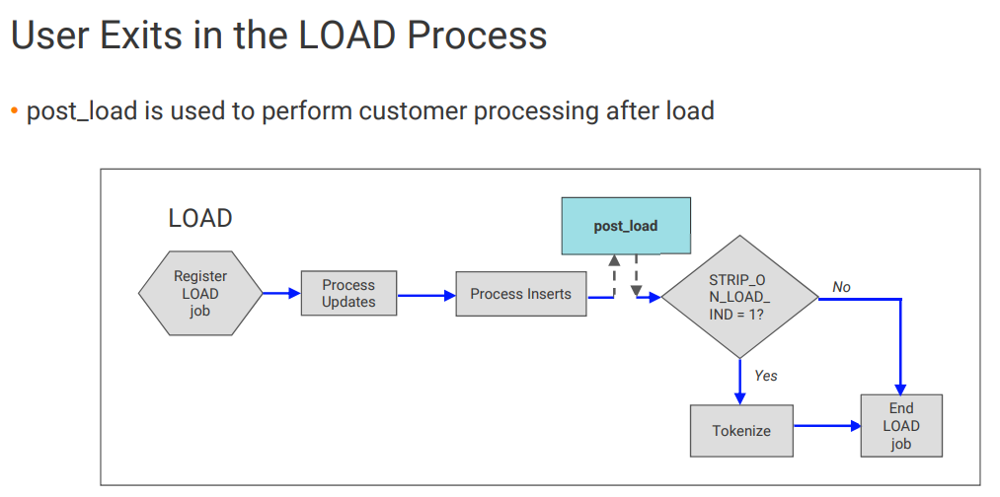 User Exits in the LOAD Process
• post_load is used to perform customer processing after load
LOAD
Register
LOAD
job
Process
Updates
Process Inserts
post_load
STRIP_O
N_LOAD_
IND = 1?
No
Yes
Tokenize
End
LOAD
job